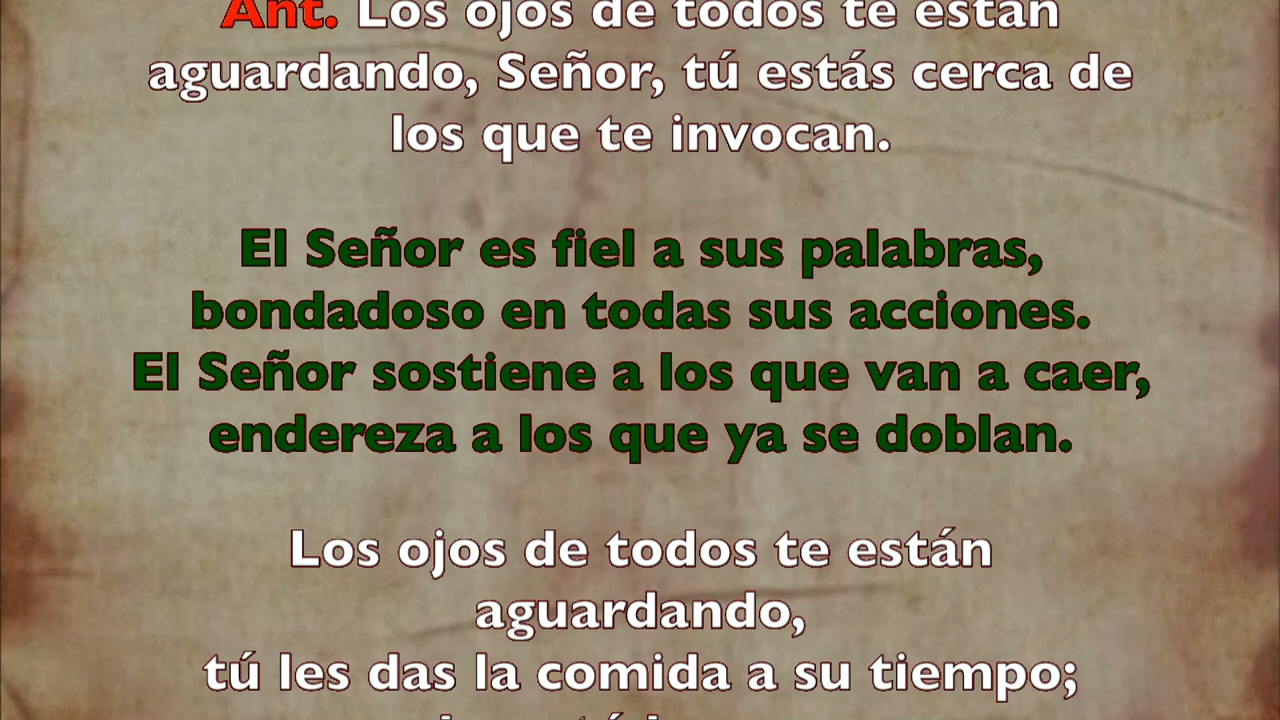 Ant. Los ojos de todos te están
aguardando, Señor, tú estás cerca de
los que te invocan.
El Señor es fiel a sus palabras,
bondadoso en todas sus acciones.
El Señor sostiene a los que van a caer,
endereza a los que ya se doblan.
Los ojos de todos te están
aguardando,
tú les das la comida a su tiempo;